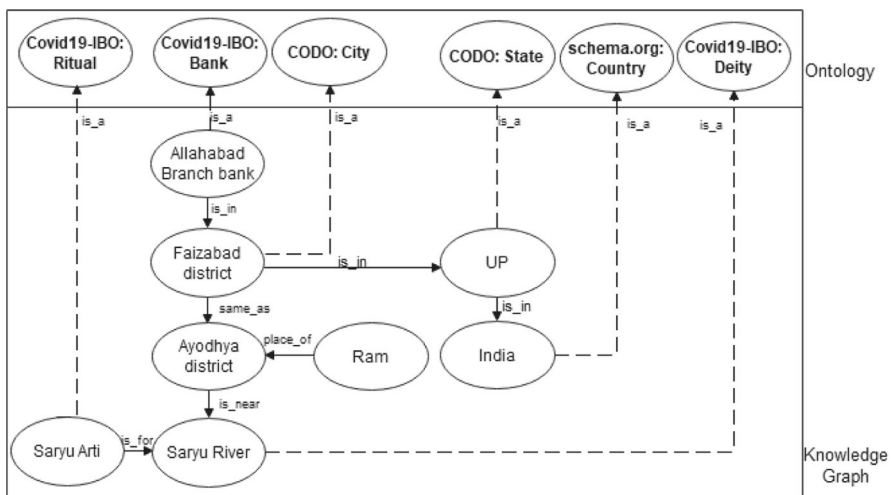 Covid19-IBO:
Ritual
Covid19-IBO:
Bank
CODO: City
CODO: State
schema.org:
Country
Covid19-IBO:
Deity
Ontology
is_a
is_a
is_a
is_a
is_a
is_a
Allahabad
Branch bank
is_in
Faizabad
district
is_in
UP
same_as
is_in
Ayodhya
district
place_of
Ram
India
is_near
Saryu Arti
is_for
Saryu River
Knowledge
Graph